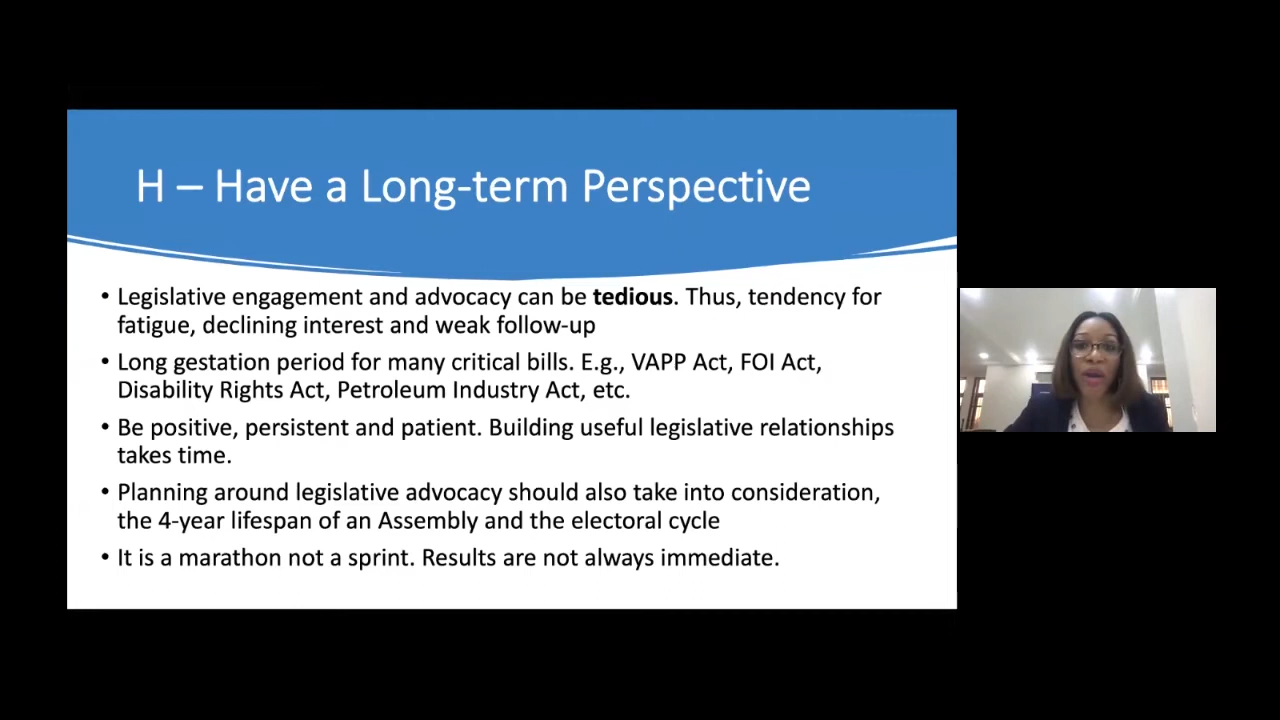 H – Have a Long-term Perspective
• Legislative engagement and advocacy can be tedious. Thus, tendency for
fatigue, declining interest and weak follow-up
• Long gestation period for many critical bills. E.g., VAPP Act, FOI Act,
Disability Rights Act, Petroleum Industry Act, etc.
• Be positive, persistent and patient. Building useful legislative relationships
takes time.
• Planning around legislative advocacy should also take into consideration,
the 4-year lifespan of an Assembly and the electoral cycle
• It is a marathon not a sprint. Results are not always immediate.